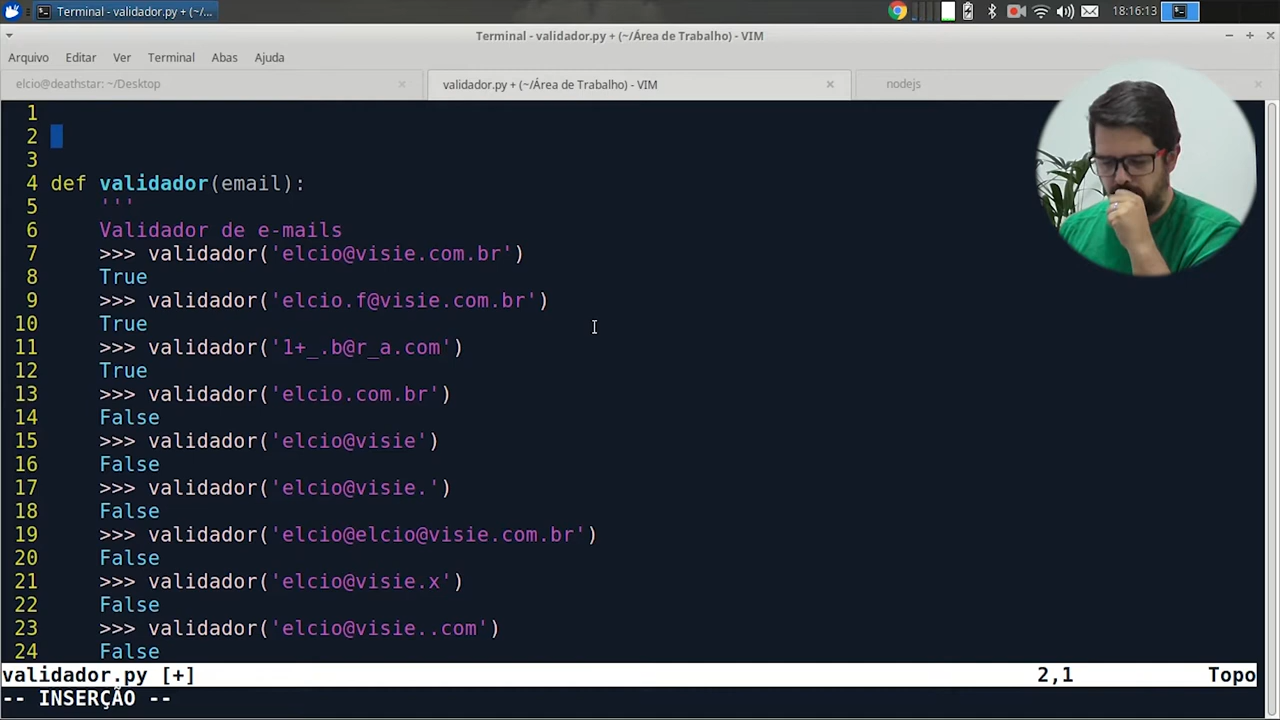 Terminal - validador.py + (~/...
18:16:13
Terminal - validador.py + (~/Área de Trabalho) - VIM
Arquivo Editar Ver Terminal Abas Ajuda
elcio@deathstar: ~/Desktop
validador.py + (~/Área de Trabalho) - VIM
nodejs
1
2
3
4 def validador(email):
5 '''
6 Validador de e-mails
7 >>> validador('elcio@visie.com.br')
8 True
9 >>> validador('elcio.f@visie.com.br')
10 True
11 >>> validador('1+_.b@r_a.com')
12 True
13 >>> validador('elcio.com.br')
14 False
15 >>> validador('elcio@visie')
16 False
17 >>> validador('elcio@visie.')
18 False
19 >>> validador('elcio@elcio@visie.com.br')
20 False
21 >>> validador('elcio@visie.x')
22 False
23 >>> validador('elcio@visie..com')
24 False
validador.py [+] 2,1 Topo
-- INSERÇÃO --